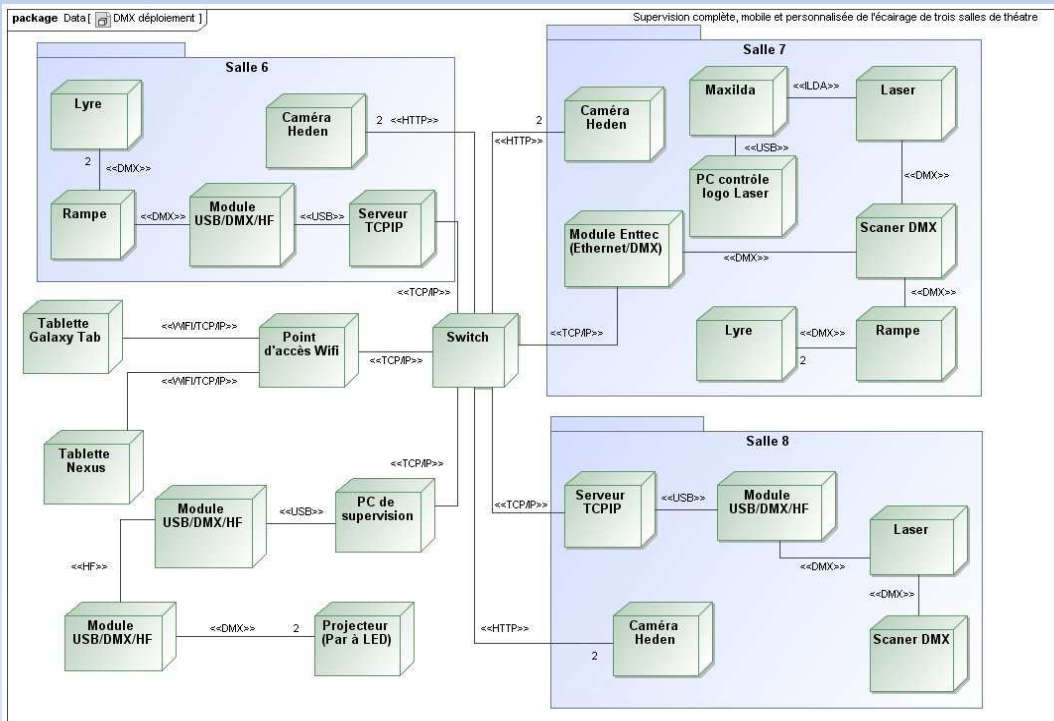 package Data [ DMX déploiement ]
Supervision complète, mobile et personnalisée de l'écairage de trois salles de théatre
Salle 6
Lyre
Caméra
Heden
2 <<HTTP>>
2
<<DMX>>
Rampe
<<DMX>>
Module
USB/DMX/HF
<<USB>>
Serveur
TCPIP
<<TCP/IP>>
Salle 7
Caméra
Heden
2
<<HTTP>>
Maxilda
<<ILDA>>
Laser
<<USB>>
PC contrôle
logo Laser
<<DMX>>
Module Enttec
(Ethernet/DMX)
<<DMX>>
Scaner DMX
<<DMX>>
<<TCP/IP>>
Lyre
<<DMX>>
2
Rampe
Tablette
Galaxy Tab
<<WIFI/TCP/IP>>
Point
d'accès Wifi
<<TCP/IP>>
Switch
<<WIFI/TCP/IP>>
Tablette
Nexus
<<TCP/IP>>
Module
USB/DMX/HF
<<USB>>
PC de
supervision
<<HF>>
Module
USB/DMX/HF
<<DMX>>
2
Projecteur
(Par à LED)
Salle 8
<<TCP/IP>>
Serveur
TCPIP
<<USB>>
Module
USB/DMX/HF
Laser
<<DMX>>
<<DMX>>
<<HTTP>>
2
Caméra
Heden
Scaner DMX